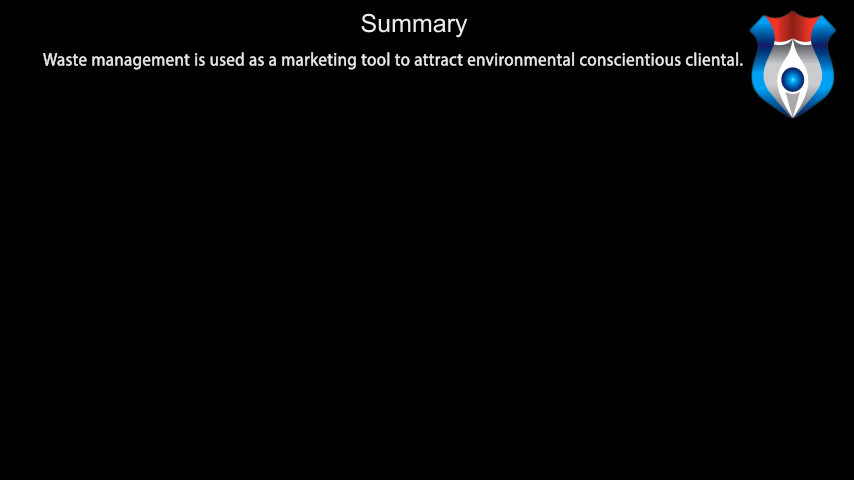 Summary
Waste management is used as a marketing tool to attract environmental conscientious cliental.